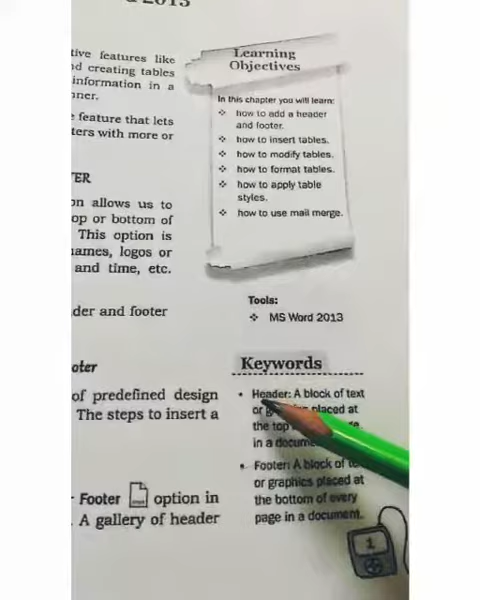 2013
tive features like
nd creating tables
information in a
nner.
e feature that lets
ters with more or
ER
on allows us to
op or bottom of
This option is
names, logos or
and time, etc.
der and footer
oter
of predefined design
The steps to insert a
Footer option in
A gallery of header
Learning
Objectives
In this chapter you will learn:
❖ how to add a header
and footer.
❖ how to insert tables.
❖ how to modify tables.
❖ how to format tables.
❖ how to apply table
styles.
❖ how to use mail merge.
Tools:
❖ MS Word 2013
Keywords
• Header: A block of text
or placed at
the top
in a
• Footer: A block of
or graphics placed at
the bottom of every
page in a document.
1